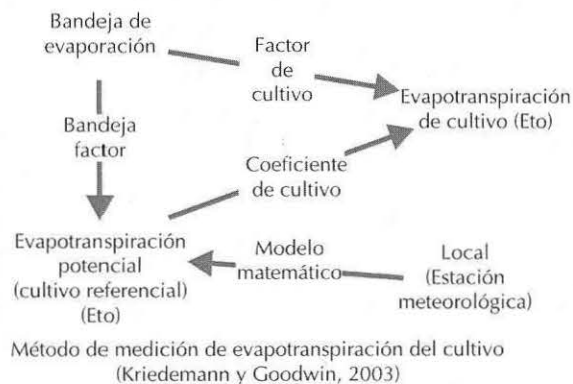 Bandeja de
evaporación
Factor
de
cultivo
Evapotranspiración
de cultivo (Eto)
Bandeja
factor
Coeficiente
de cultivo
Evapotranspiración
potencial
(cultivo referencial)
(Eto)
Modelo
matemático
Local
(Estación
meteorológica)
Método de medición de evapotranspiración del cultivo
(Kriedemann y Goodwin, 2003)